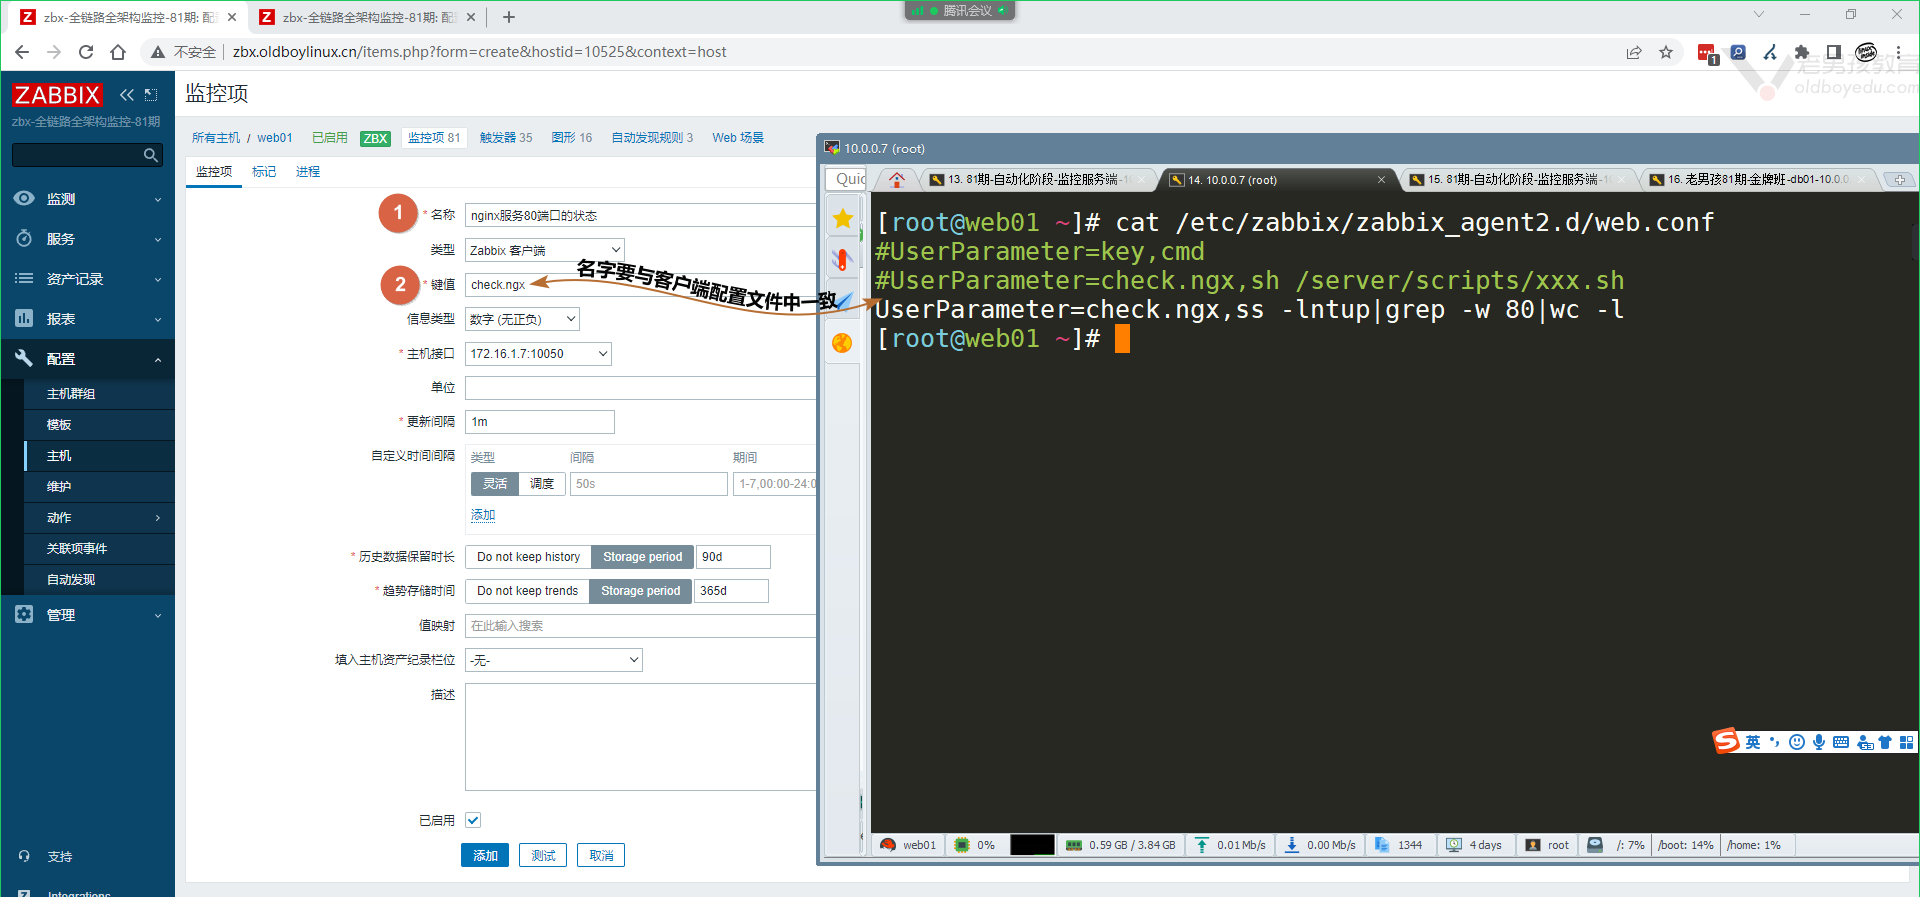 zbx-全链路全架构监控-81期: 配
zbx-全链路全架构监控-81期: 配
腾讯会议
不安全
zbx.oldboylinux.cn/items.php?form=create&hostid=10525&context=host
1
老男孩教育
oldboyedu.com
ZABBIX
zbx-全链路全架构监控-81期
监测
服务
资产记录
报表
配置
主机群组
模板
主机
维护
动作
关联项事件
自动发现
管理
支持
Integrations
监控项
所有主机 / web01 已启用 ZBX 监控项 81 触发器 35 图形 16 自动发现规则 3 Web 场景
监控项 标记 进程
1 * 名称 nginx服务80端口的状态
类型 Zabbix 客户端
2 * 键值 check.ngx
名字要与客户端配置文件中一致
信息类型 数字 (无正负)
* 主机接口 172.16.1.7:10050
单位
* 更新间隔 1m
自定义时间间隔 类型 间隔 期间
灵活 调度 50s 1-7,00:00-24:0
添加
* 历史数据保留时长 Do not keep history Storage period 90d
* 趋势存储时间 Do not keep trends Storage period 365d
值映射 在此输入搜索
填入主机资产纪录栏位 -无-
描述
已启用
添加 测试 取消
10.0.0.7 (root)
Quic
13. 81期-自动化阶段-监控服务端-1
14. 10.0.0.7 (root)
15. 81期-自动化阶段-监控服务端-1
16. 老男孩81期-金牌班-db01-10.0.0
[root@web01 ~]# cat /etc/zabbix/zabbix_agent2.d/web.conf
#UserParameter=key,cmd
#UserParameter=check.ngx,sh /server/scripts/xxx.sh
UserParameter=check.ngx,ss -lntup|grep -w 80|wc -l
[root@web01 ~]#
英
web01 0% 0.59 GB / 3.84 GB 0.01 Mb/s 0.00 Mb/s 1344 4 days root /: 7% /boot: 14% /home: 1%